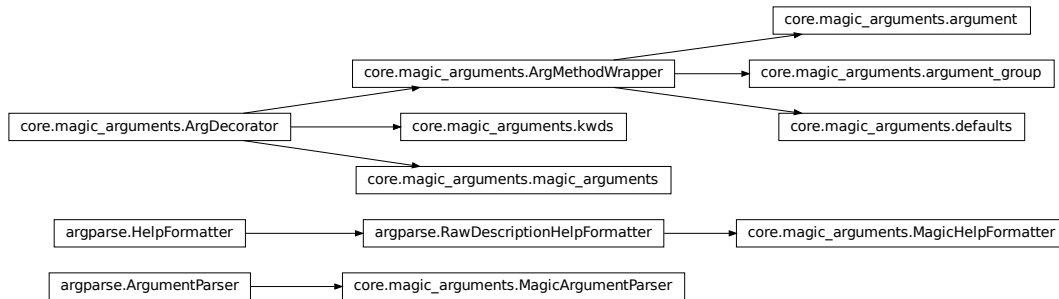 core.magic_arguments.argument
core.magic_arguments.ArgMethodWrapper
core.magic_arguments.argument_group
core.magic_arguments.ArgDecorator
core.magic_arguments.kwds
core.magic_arguments.defaults
core.magic_arguments.magic_arguments
argparse.HelpFormatter
argparse.RawDescriptionHelpFormatter
core.magic_arguments.MagicHelpFormatter
argparse.ArgumentParser
core.magic_arguments.MagicArgumentParser